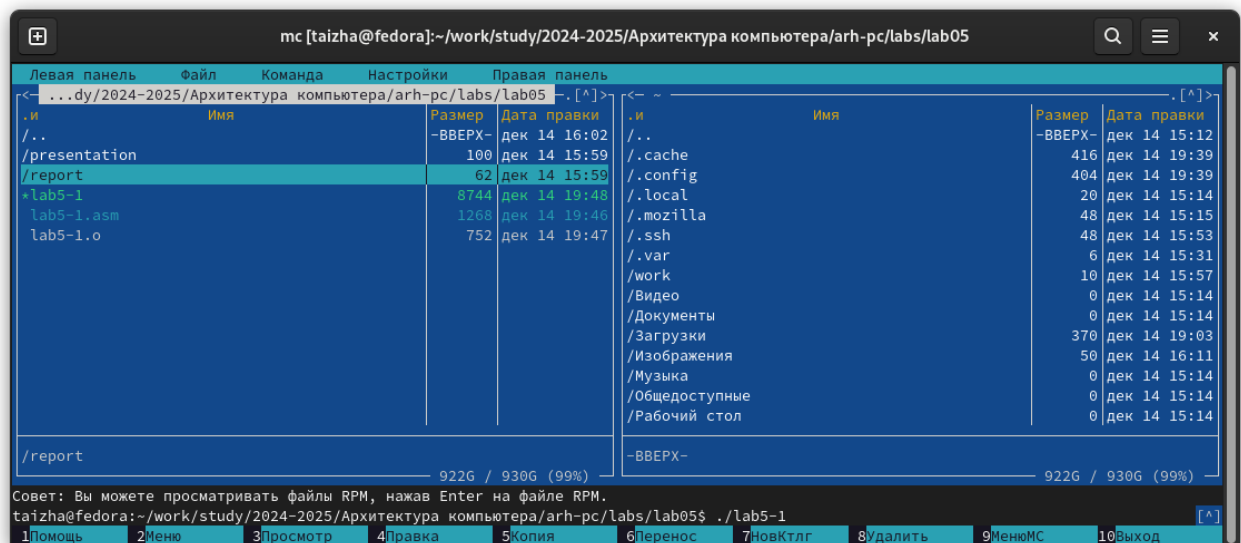 mc [taizha@fedora]:~/work/study/2024-2025/Архитектура компьютера/arh-pc/labs/lab05
Левая панель Файл Команда Настройки Правая панель
<— ...dy/2024-2025/Архитектура компьютера/arh-pc/labs/lab05 —.[^]> <— ~ —.[^]>
.и Имя Размер Дата правки .и Имя Размер Дата правки
/.. -ВВЕРХ- дек 14 16:02 /.. -ВВЕРХ- дек 14 15:12
/presentation 100 дек 14 15:59 /.cache 416 дек 14 19:39
/report 62 дек 14 15:59 /.config 404 дек 14 19:39
*lab5-1 8744 дек 14 19:48 /.local 20 дек 14 15:14
lab5-1.asm 1268 дек 14 19:46 /.mozilla 48 дек 14 15:15
lab5-1.o 752 дек 14 19:47 /.ssh 48 дек 14 15:53
/.var 6 дек 14 15:31
/work 10 дек 14 15:57
/Видео 0 дек 14 15:14
/Документы 0 дек 14 15:14
/Загрузки 370 дек 14 19:03
/Изображения 50 дек 14 16:11
/Музыка 0 дек 14 15:14
/Общедоступные 0 дек 14 15:14
/Рабочий стол 0 дек 14 15:14
/report -ВВЕРХ-
922G / 930G (99%) 922G / 930G (99%)
Совет: Вы можете просматривать файлы RPM, нажав Enter на файле RPM.
taizha@fedora:~/work/study/2024-2025/Архитектура компьютера/arh-pc/labs/lab05$ ./lab5-1 [^]
1Помощь 2Меню 3Просмотр 4Правка 5Копия 6Перенос 7НовКтлг 8Удалить 9МенюMC 10Выход